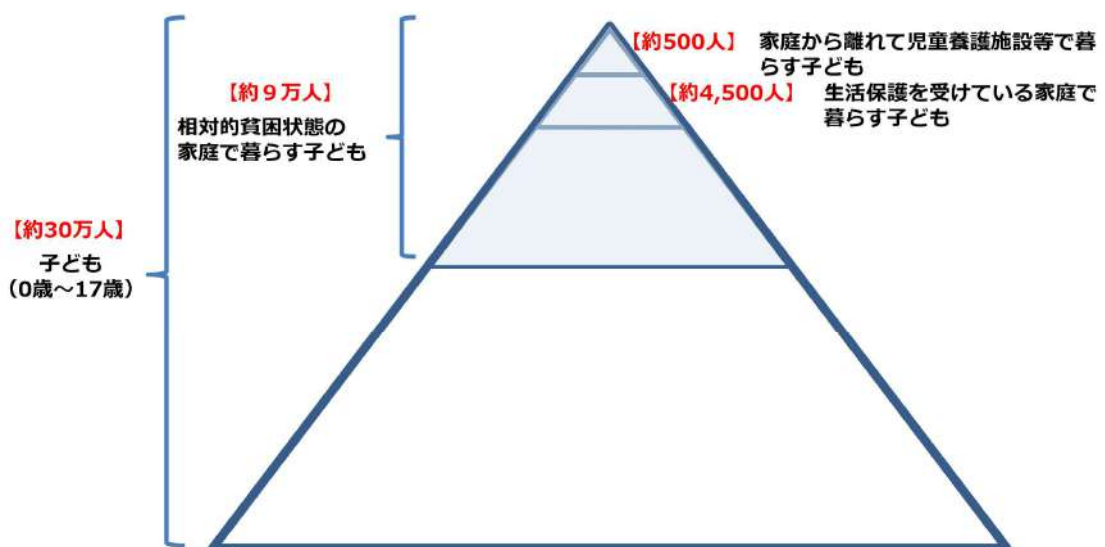 【約500人】 家庭から離れて児童養護施設等で暮
らす子ども
【約９万人】
【約4,500人】 生活保護を受けている家庭で
暮らす子ども
相対的貧困状態の
家庭で暮らす子ども
【約30万人】
子ども
（0歳～17歳）